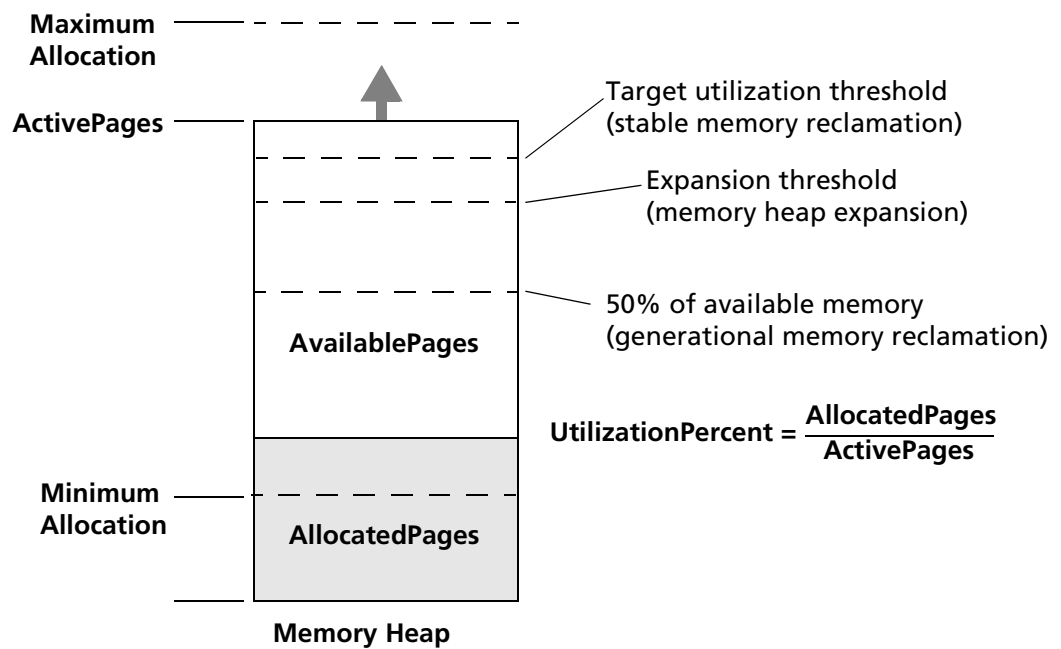 Maximum
Allocation
ActivePages
Target utilization threshold
(stable memory reclamation)
Expansion threshold
(memory heap expansion)
50% of available memory
(generational memory reclamation)
AvailablePages
UtilizationPercent = AllocatedPages
ActivePages
Minimum
Allocation
AllocatedPages
Memory Heap